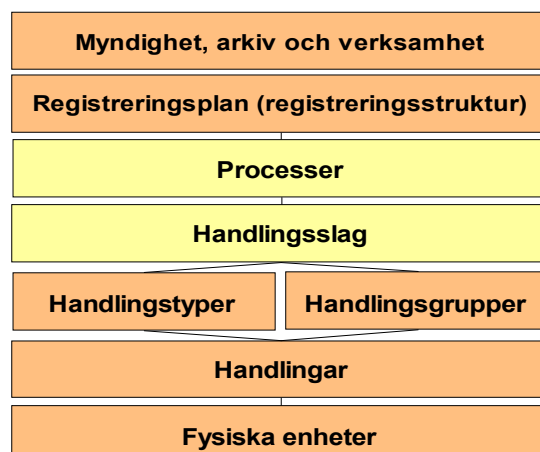 Myndighet, arkiv och verksamhet
Registreringsplan (registreringsstruktur)
Processer
Handlingsslag
Handlingstyper
Handlingsgrupper
Handlingar
Fysiska enheter